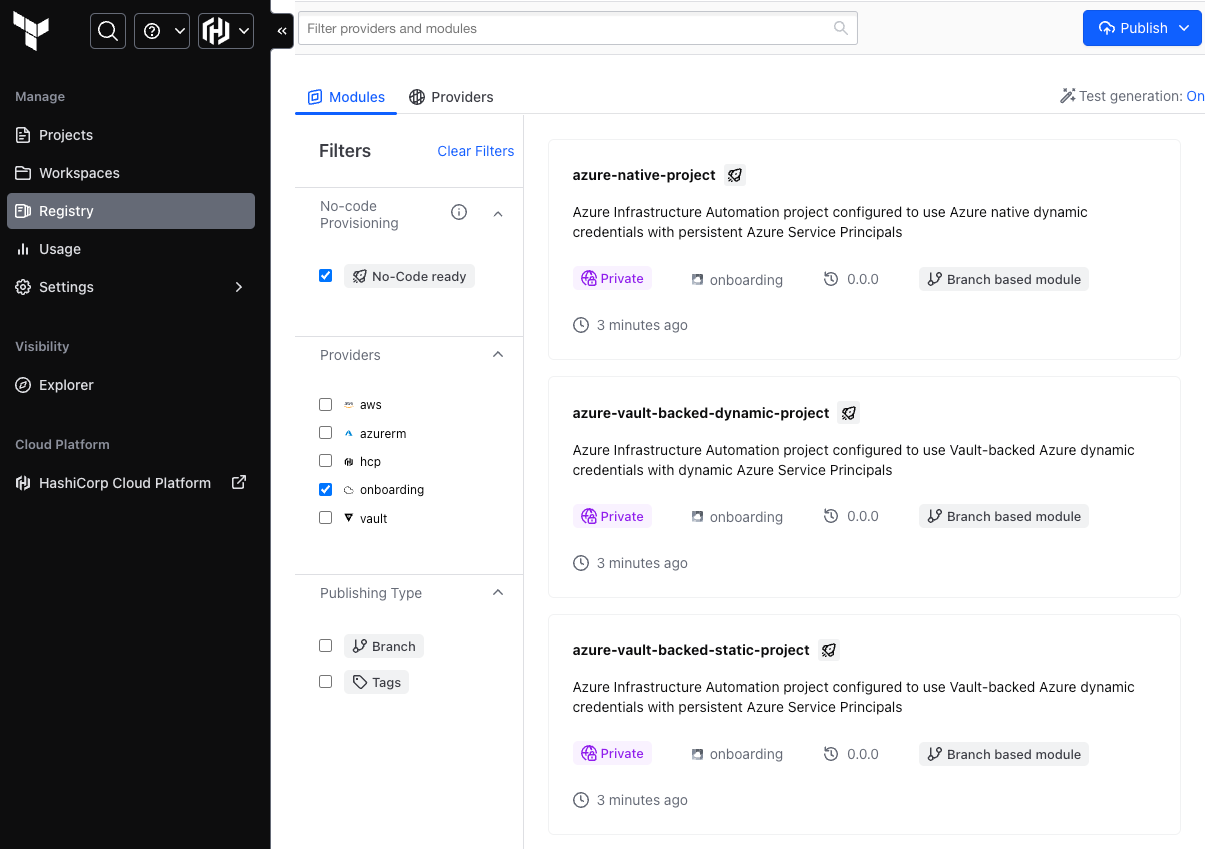 Filter providers and modules
Publish
Manage
Projects
Workspaces
Registry
Usage
Settings
Visibility
Explorer
Cloud Platform
HashiCorp Cloud Platform
Modules
Providers
Test generation: On
Filters
Clear Filters
No-code
Provisioning
No-Code ready
Providers
aws
azurerm
hcp
onboarding
vault
Publishing Type
Branch
Tags
azure-native-project
Azure Infrastructure Automation project configured to use Azure native dynamic
credentials with persistent Azure Service Principals
Private
onboarding
0.0.0
Branch based module
3 minutes ago
azure-vault-backed-dynamic-project
Azure Infrastructure Automation project configured to use Vault-backed Azure dynamic
credentials with dynamic Azure Service Principals
Private
onboarding
0.0.0
Branch based module
3 minutes ago
azure-vault-backed-static-project
Azure Infrastructure Automation project configured to use Vault-backed Azure dynamic
credentials with persistent Azure Service Principals
Private
onboarding
0.0.0
Branch based module
3 minutes ago